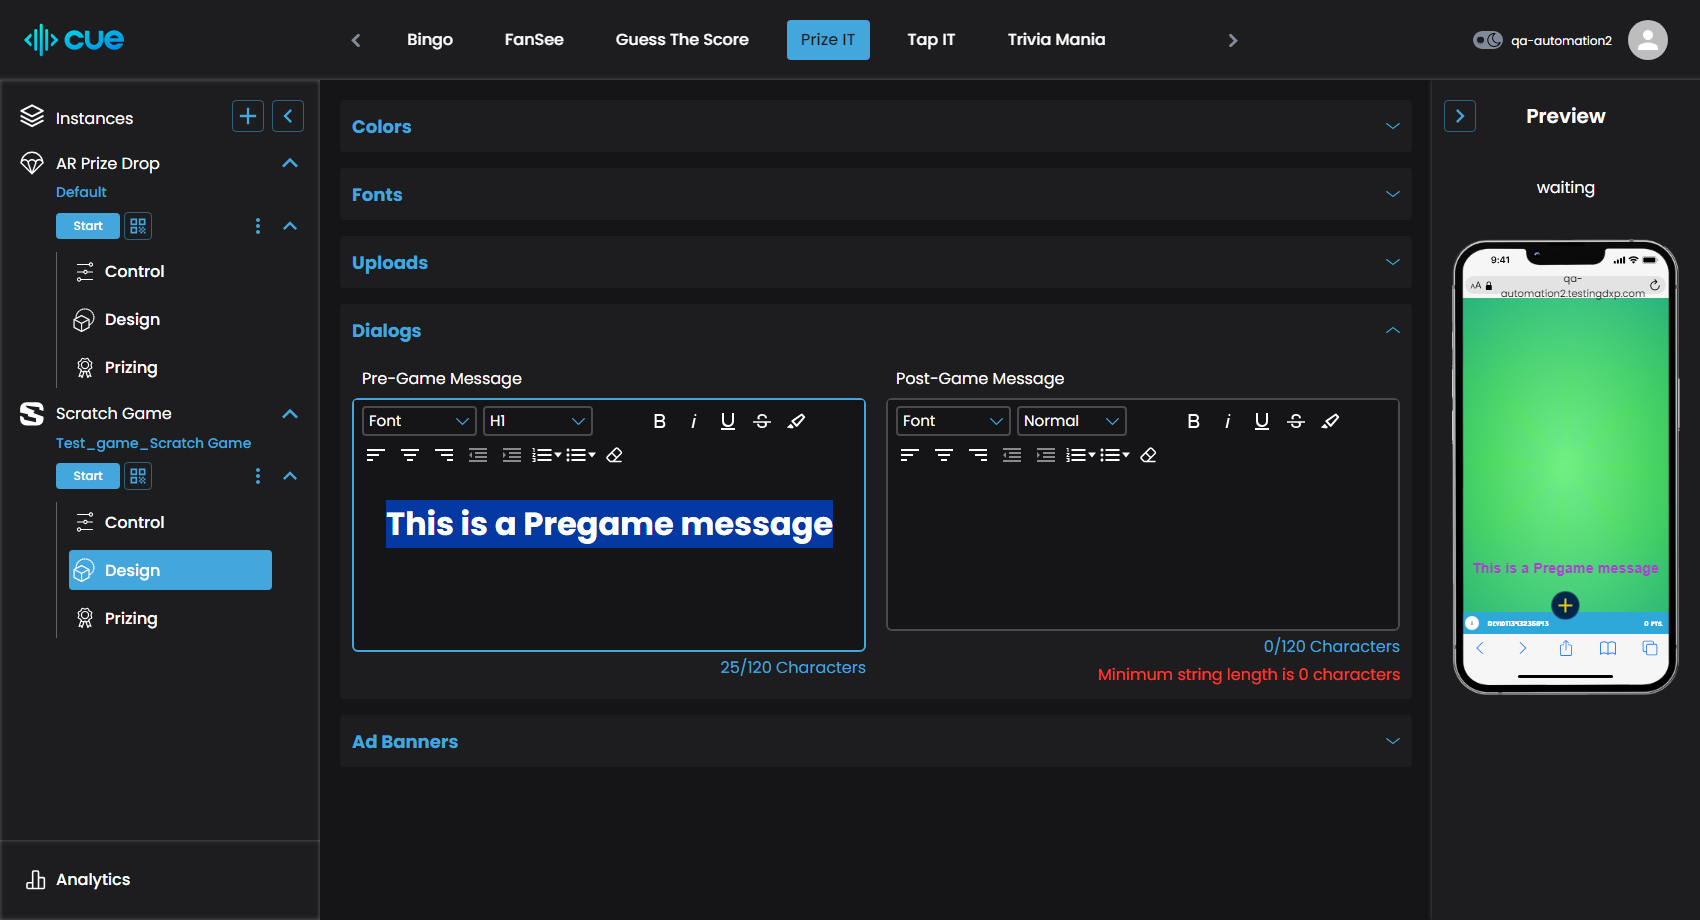 cue
Bingo
FanSee
Guess The Score
Prize IT
Tap IT
Trivia Mania
qa-automation2
Instances
AR Prize Drop
Default
Start
Control
Design
Prizing
Scratch Game
Test_game_Scratch Game
Start
Control
Design
Prizing
Analytics
Colors
Fonts
Uploads
Dialogs
Pre-Game Message
Font
H1
B i U S
This is a Pregame message
25/120 Characters
Post-Game Message
Font
Normal
B i U S
0/120 Characters
Minimum string length is 0 characters
Ad Banners
Preview
waiting
9:41
AA
qa-
automation2.testingdxp.com
This is a Pregame message
0 PTS.